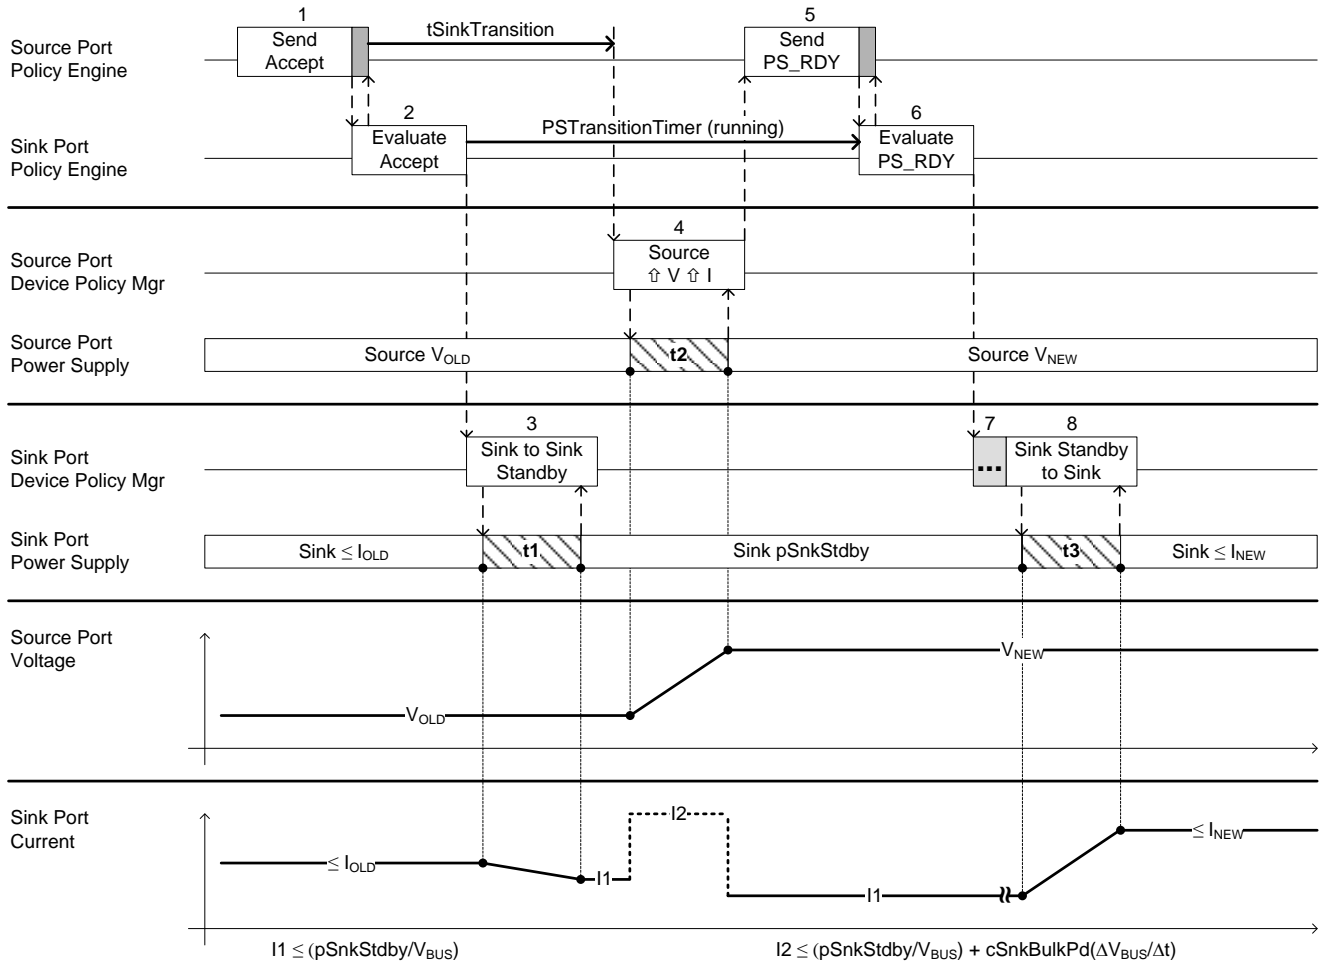 1
5
Source Port
Policy Engine
Send
Accept
tSinkTransition
Send
PS_RDY
2
6
Sink Port
Policy Engine
Evaluate
Accept
PSTransitionTimer (running)
Evaluate
PS_RDY
4
Source Port
Device Policy Mgr
Source
⇧ V ⇧ I
Source Port
Power Supply
Source VOLD
t2
Source VNEW
3
7
8
Sink Port
Device Policy Mgr
Sink to Sink
Standby
...
Sink Standby
to Sink
Sink Port
Power Supply
Sink ≤ IOLD
t1
Sink pSnkStdby
t3
Sink ≤ INEW
Source Port
Voltage
VOLD
VNEW
Sink Port
Current
≤ IOLD
I1
I2
I1
≤ INEW
I1 ≤ (pSnkStdby/VBUS)
I2 ≤ (pSnkStdby/VBUS) + cSnkBulkPd(ΔVBUS/Δt)